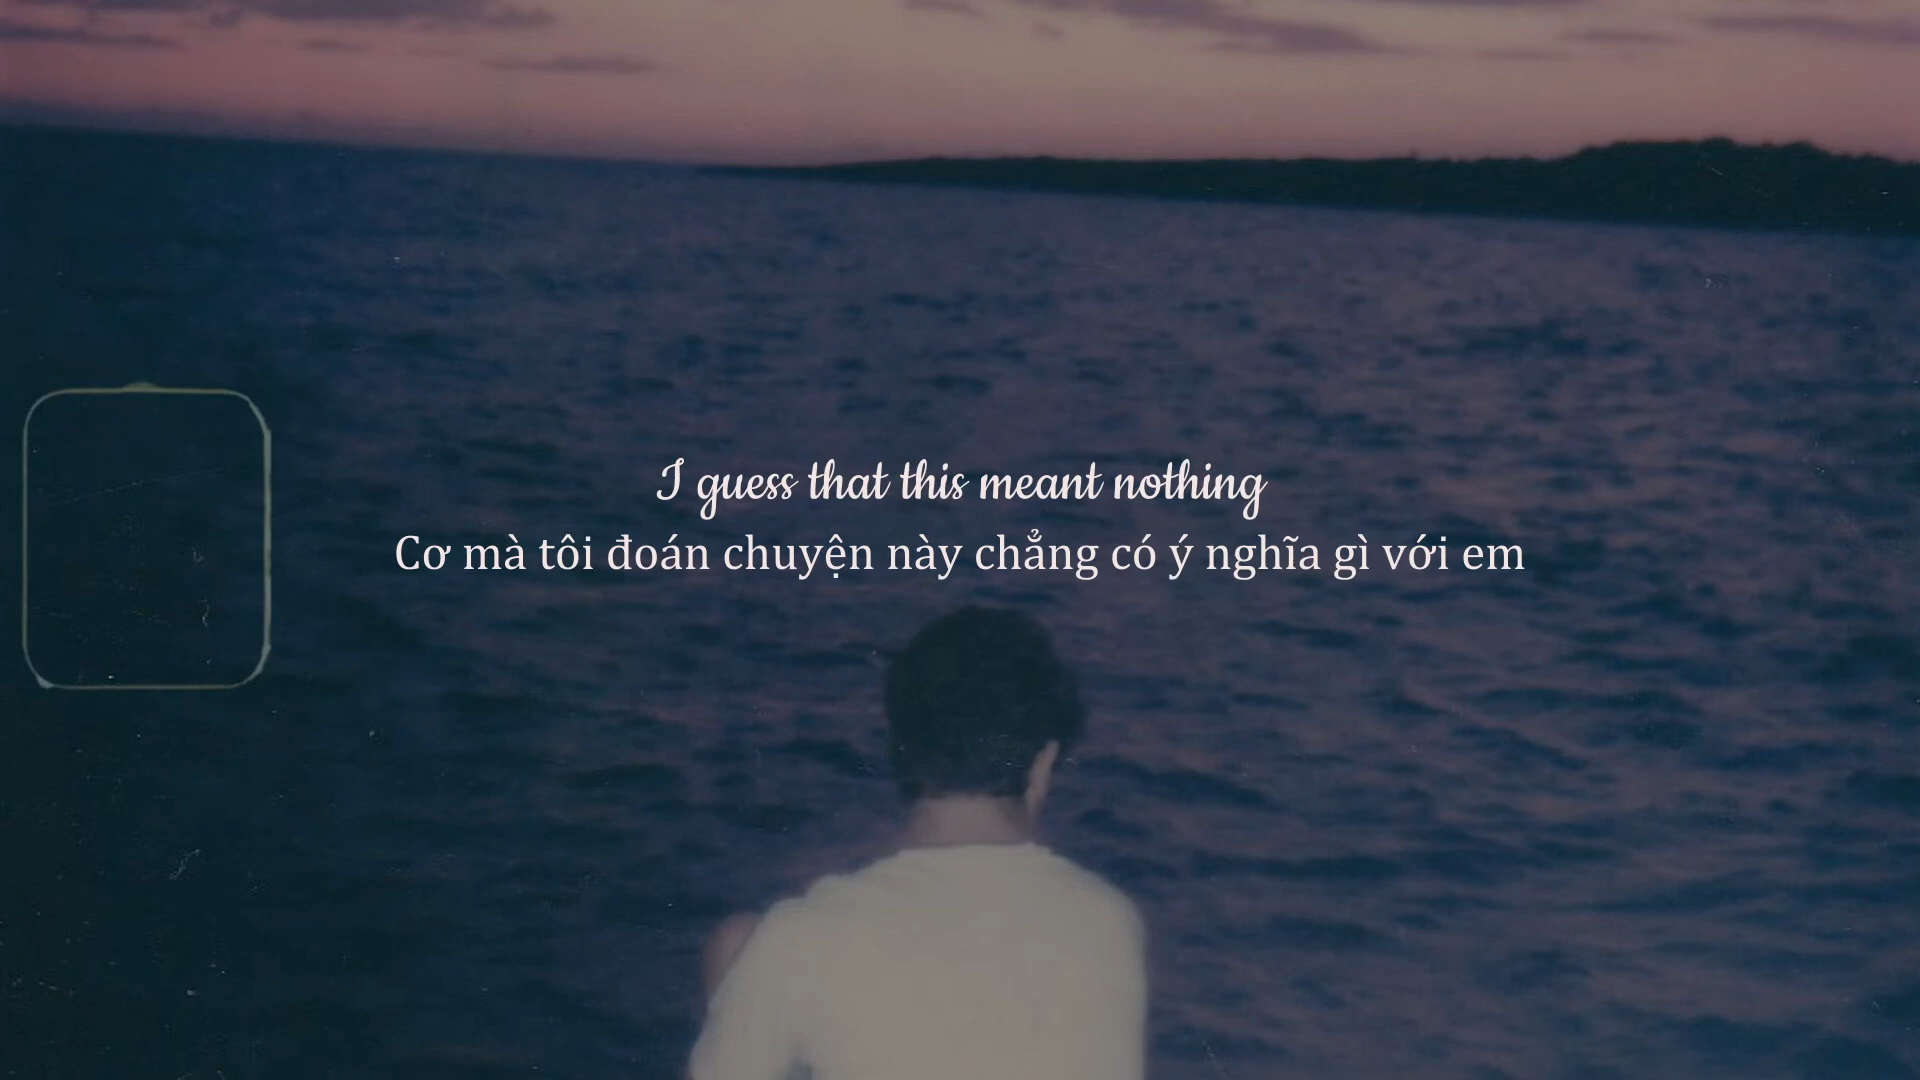 I guess that this meant nothing
Cơ mà tôi đoán chuyện này chẳng có ý nghĩa gì với em